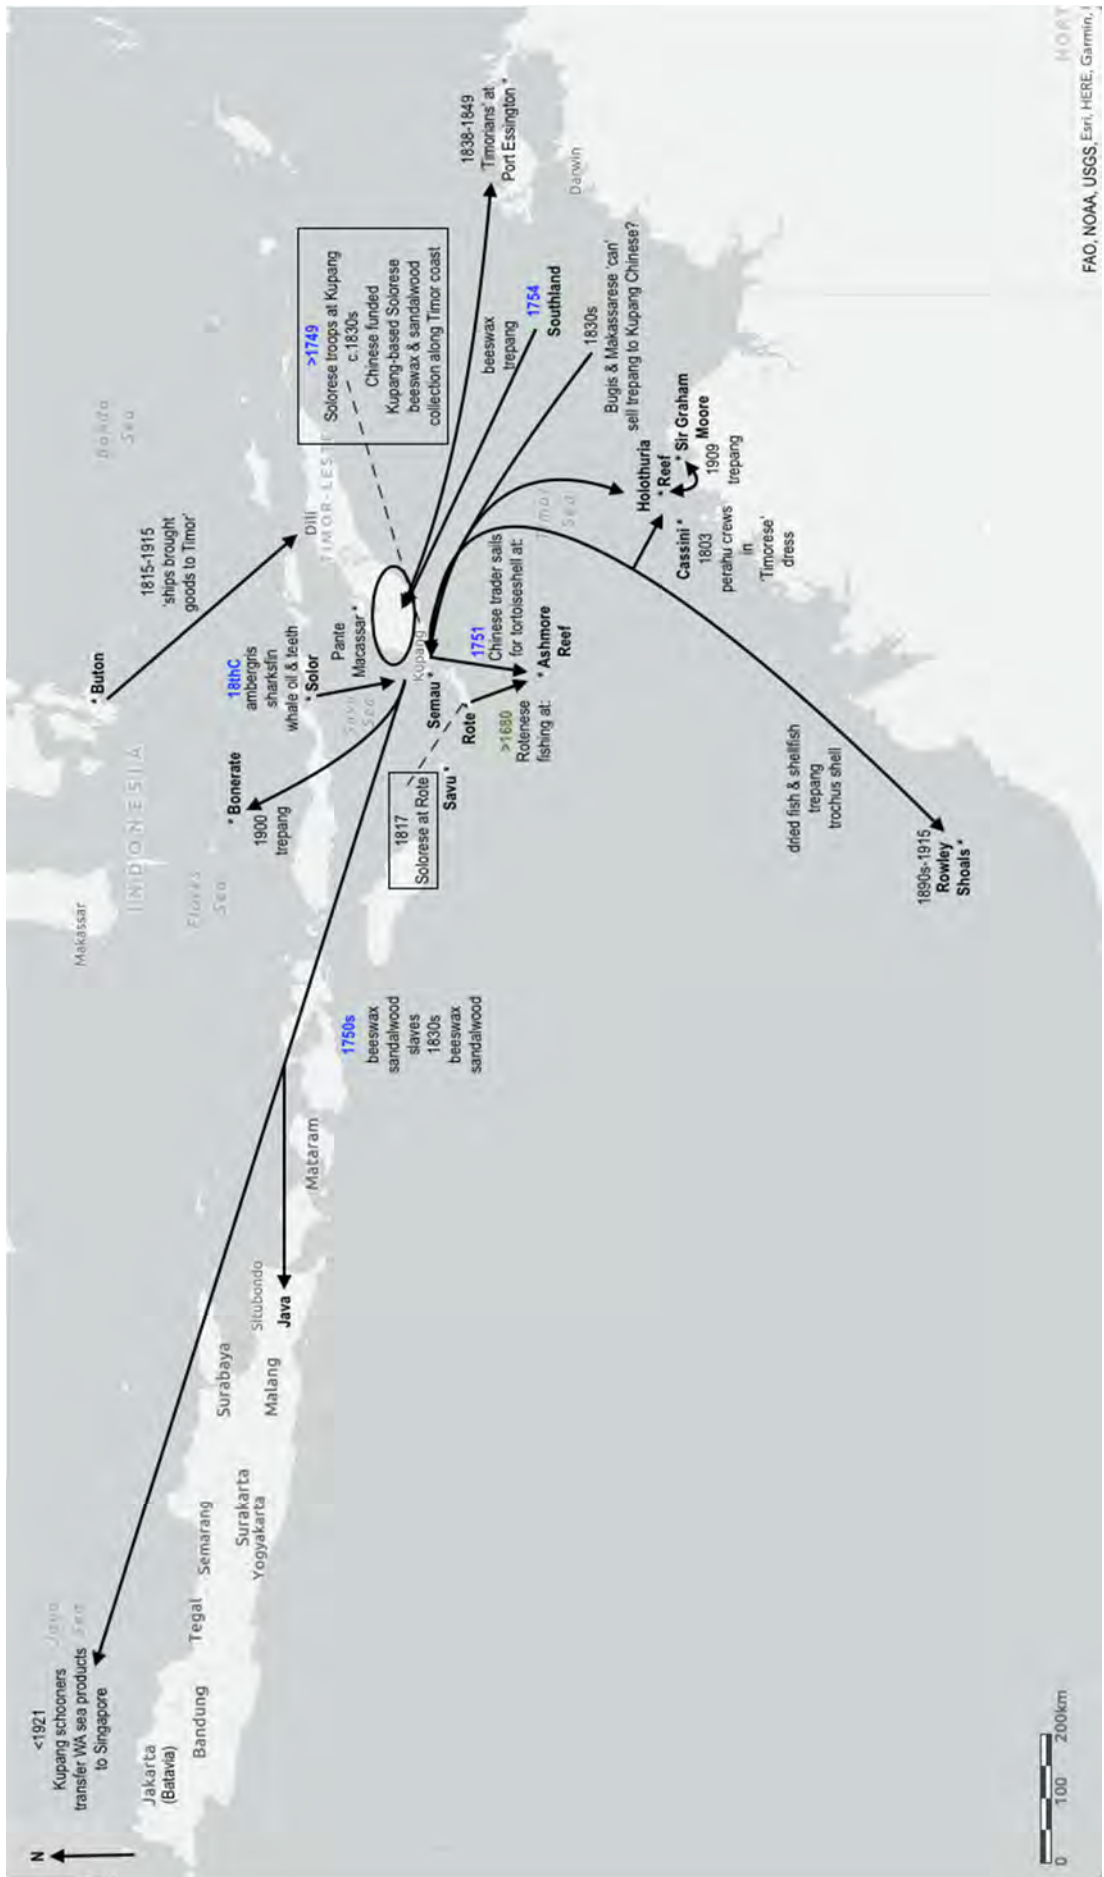 N
<1921
Kupang schooners
transfer WA sea products
to Singapore
Java
Sea
Jakarta
(Batavia)
Bandung
Tegal
Semarang
Surakarta
Yogyakarta
Surabaya
Malang
Situbondo
Java
Mataram
1750s
beeswax
sandalwood
slaves
1830s
beeswax
sandalwood
Makassar
INDONESIA
Flores
Sea
* Bonerate
1900
trepang
* Buton
1815-1915
'ships brought
goods to Timor'
18thC
ambergris
sharksfin
whale oil & teeth
* Solor
Savu
Sea
Pante
Macassar *
Dili
TIMOR-LESTE
Banda
Sea
>1749
Solorese troops at Kupang
c.1830s
Chinese funded
Kupang-based Solorese
beeswax & sandalwood
collection along Timor coast
1838-1849
'Timorians' at
Port Essington *
Darwin
beeswax
trepang
1754
Southland
1830s
Bugis & Makassarese 'can'
sell trepang to Kupang Chinese?
Kupang
Semau *
Rote *
Savu *
1817
Solorese at Rote
>1680
Rotenese
fishing at:
1751
Chinese trader sails
for tortoiseshell at:
* Ashmore
Reef
Timor
Sea
Holothuria
* Reef
* Sir Graham
Moore
1909
trepang
Cassini *
1803
perahu crews
in
'Timorese'
dress
dried fish & shellfish
trepang
trochus shell
1890s-1915
Rowley
Shoals *
0 100 200km
NORT
FAO, NOAA, USGS, Esri, HERE, Garmin,